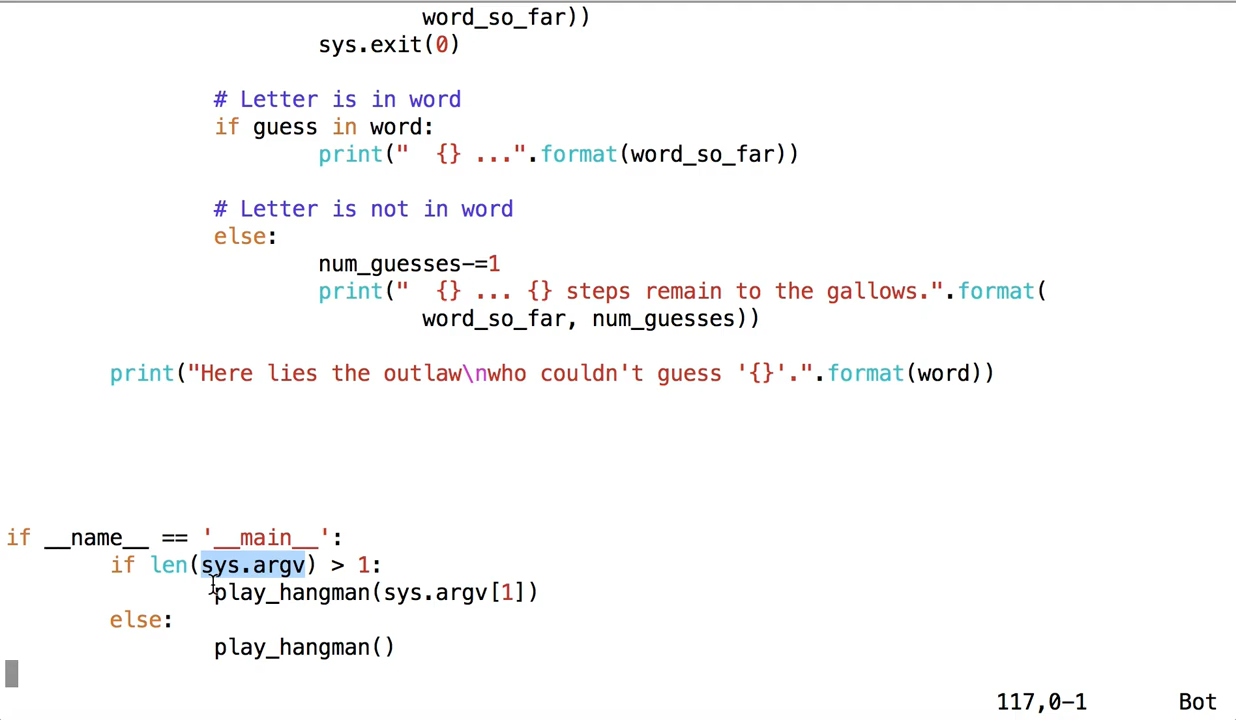 word_so_far))
sys.exit(0)
# Letter is in word
if guess in word:
print("  {} ...".format(word_so_far))
# Letter is not in word
else:
num_guesses-=1
print("  {} ... {} steps remain to the gallows.".format(
word_so_far, num_guesses))
print("Here lies the outlaw\nwho couldn't guess '{}'.".format(word))
if __name__ == '__main__':
if len(sys.argv) > 1:
play_hangman(sys.argv[1])
else:
play_hangman()
117,0-1 Bot